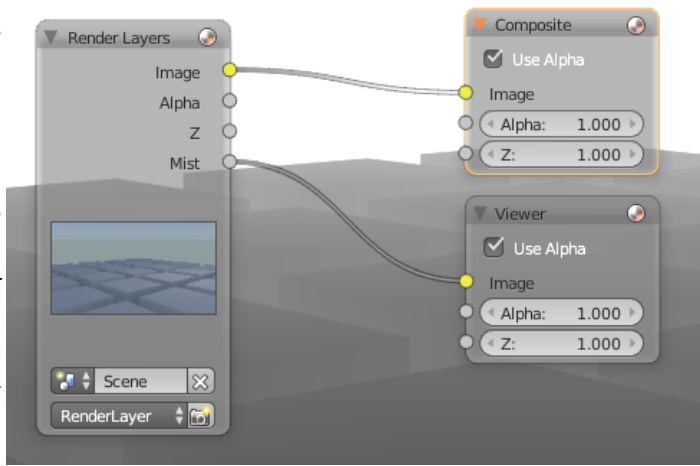 Render Layers
Image
Alpha
Z
Mist
Scene
RenderLayer
Composite
Use Alpha
Image
Alpha: 1.000
Z: 1.000
Viewer
Use Alpha
Image
Alpha: 1.000
Z: 1.000